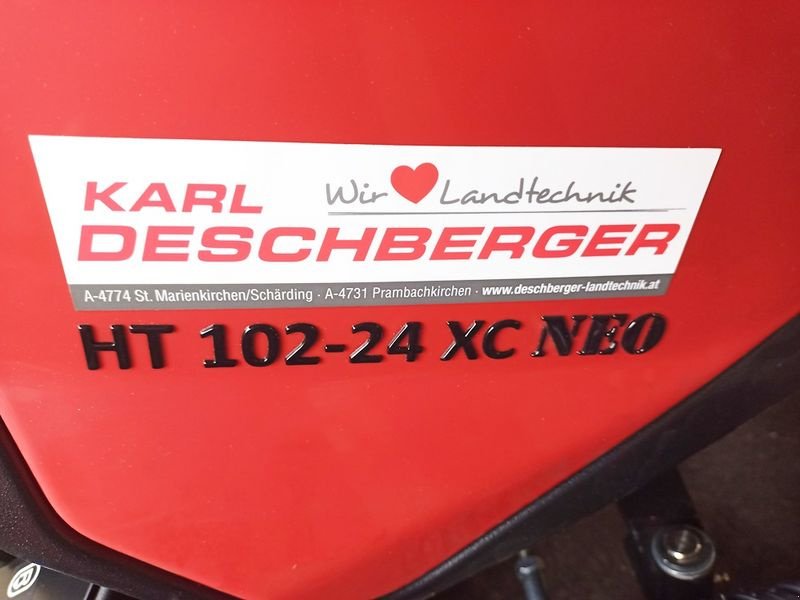 KARL
Wir Landtechnik
DESCHBERGER
A-4774 St. Marienkirchen/Schärding · A-4731 Prambachkirchen · www.deschberger-landtechnik.at
HT 102-24 XC NEO
®